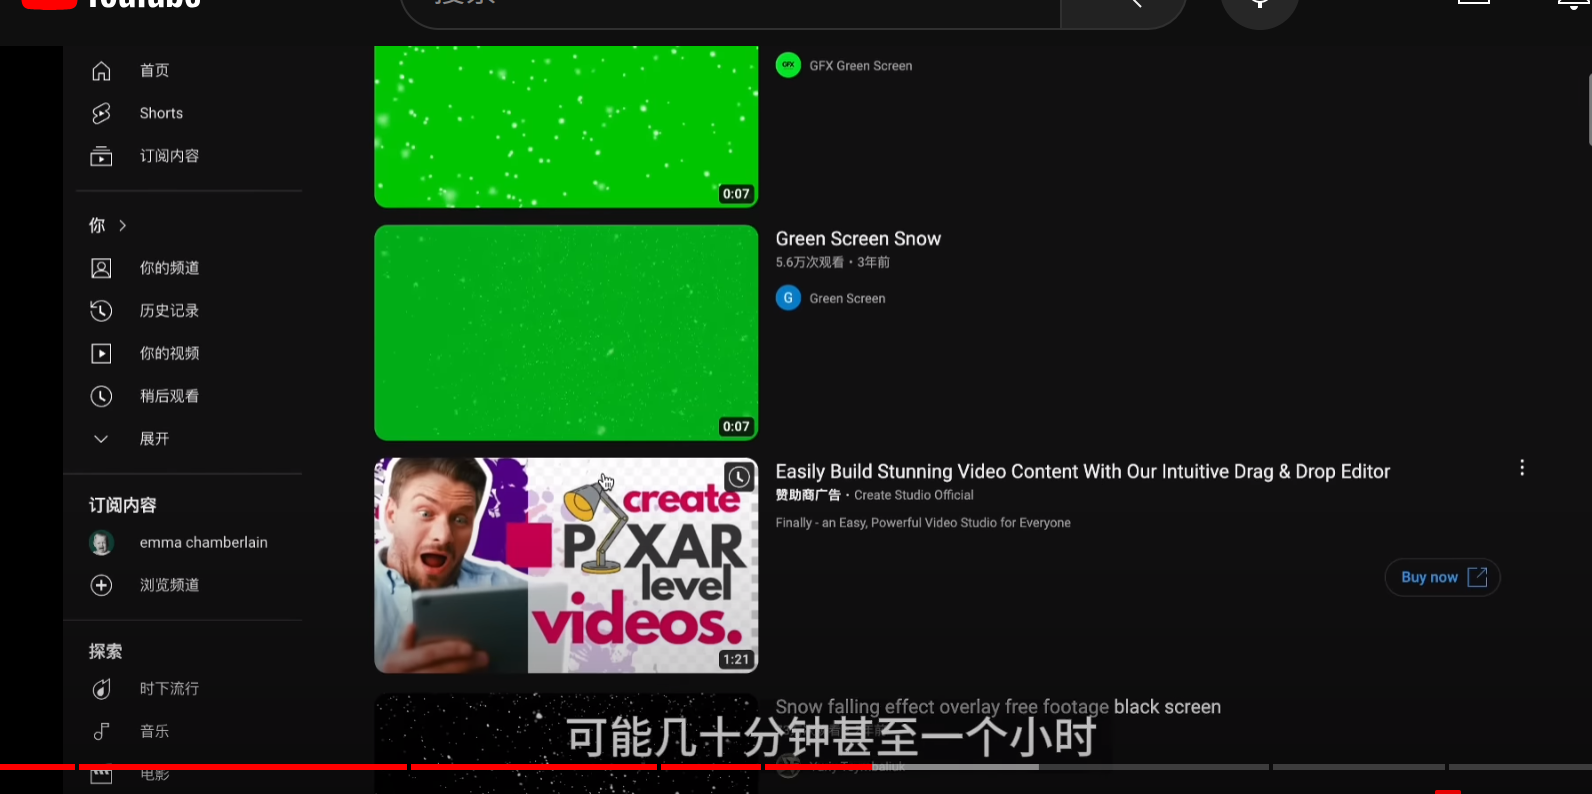 YouTube
搜索
首页
Shorts
订阅内容
你
你的频道
历史记录
你的视频
稍后观看
展开
订阅内容
emma chamberlain
浏览频道
探索
时下流行
音乐
电影
GFX
GFX Green Screen
0:07
Green Screen Snow
5.6万次观看・3年前
G
Green Screen
0:07
create
PIXAR
level
videos.
1:21
Easily Build Stunning Video Content With Our Intuitive Drag & Drop Editor
赞助商广告・Create Studio Official
Finally - an Easy, Powerful Video Studio for Everyone
Buy now
Snow falling effect overlay free footage black screen
可能几十分钟甚至一个小时